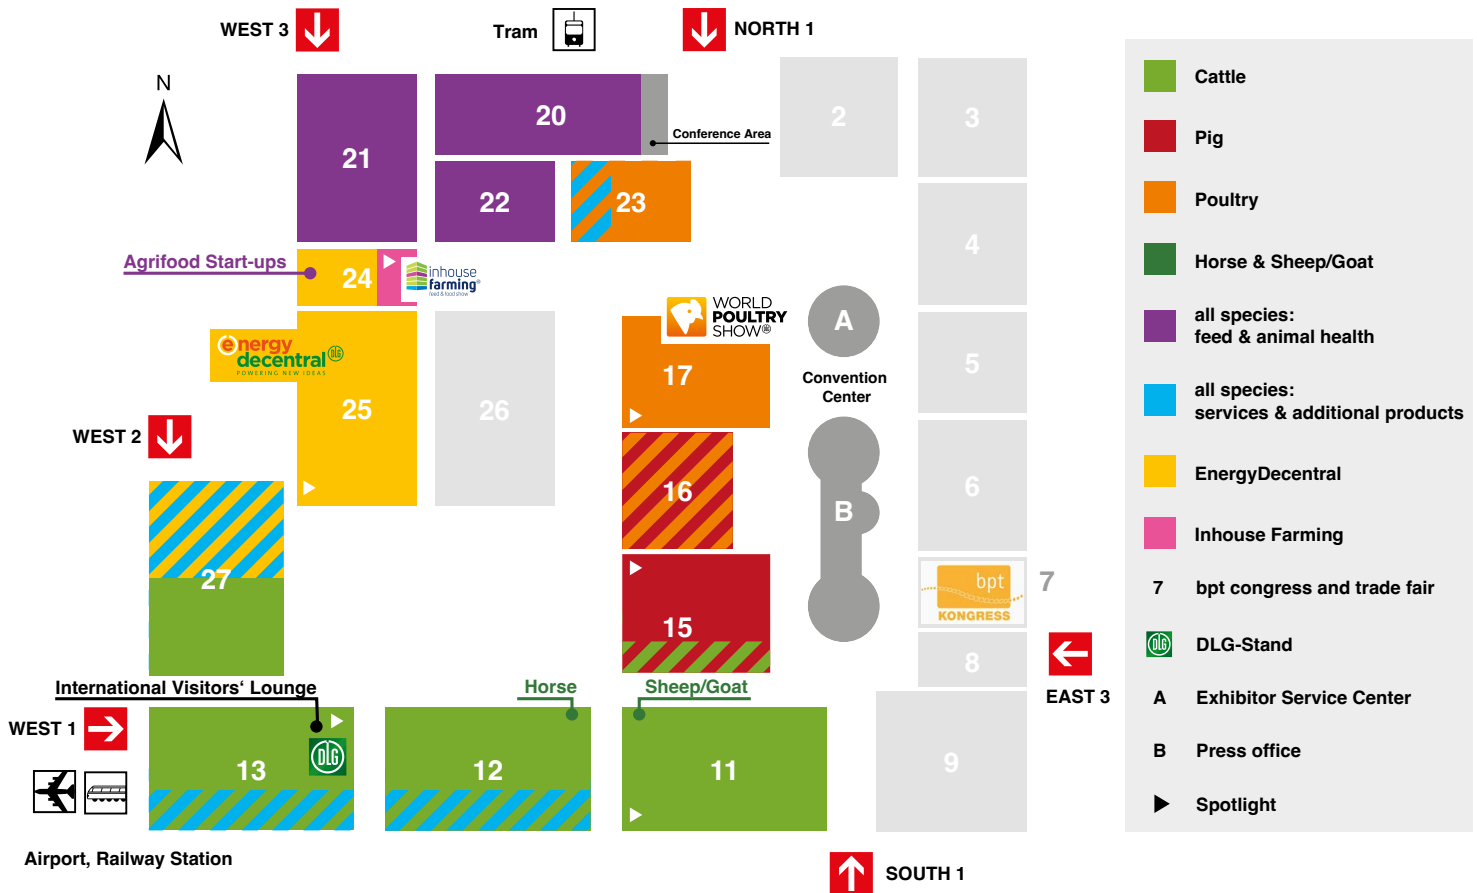 WEST 3
Tram
NORTH 1
N
20
2
3
Conference Area
21
22
23
4
Agrifood Start-ups
24
inhouse
farming®
feed & food show
WORLD
POULTRY
SHOW
DLG
A
energy
decentral
DLG
POWERING NEW IDEAS
17
5
Convention
Center
25
26
WEST 2
16
6
B
27
bpt
KONGRESS
7
15
8
EAST 3
International Visitors‘ Lounge
Horse
Sheep/Goat
WEST 1
DLG
13
12
11
9
Airport, Railway Station
SOUTH 1
Cattle
Pig
Poultry
Horse & Sheep/Goat
all species:
feed & animal health
all species:
services & additional products
EnergyDecentral
Inhouse Farming
7 bpt congress and trade fair
DLG DLG-Stand
A Exhibitor Service Center
B Press office
Spotlight